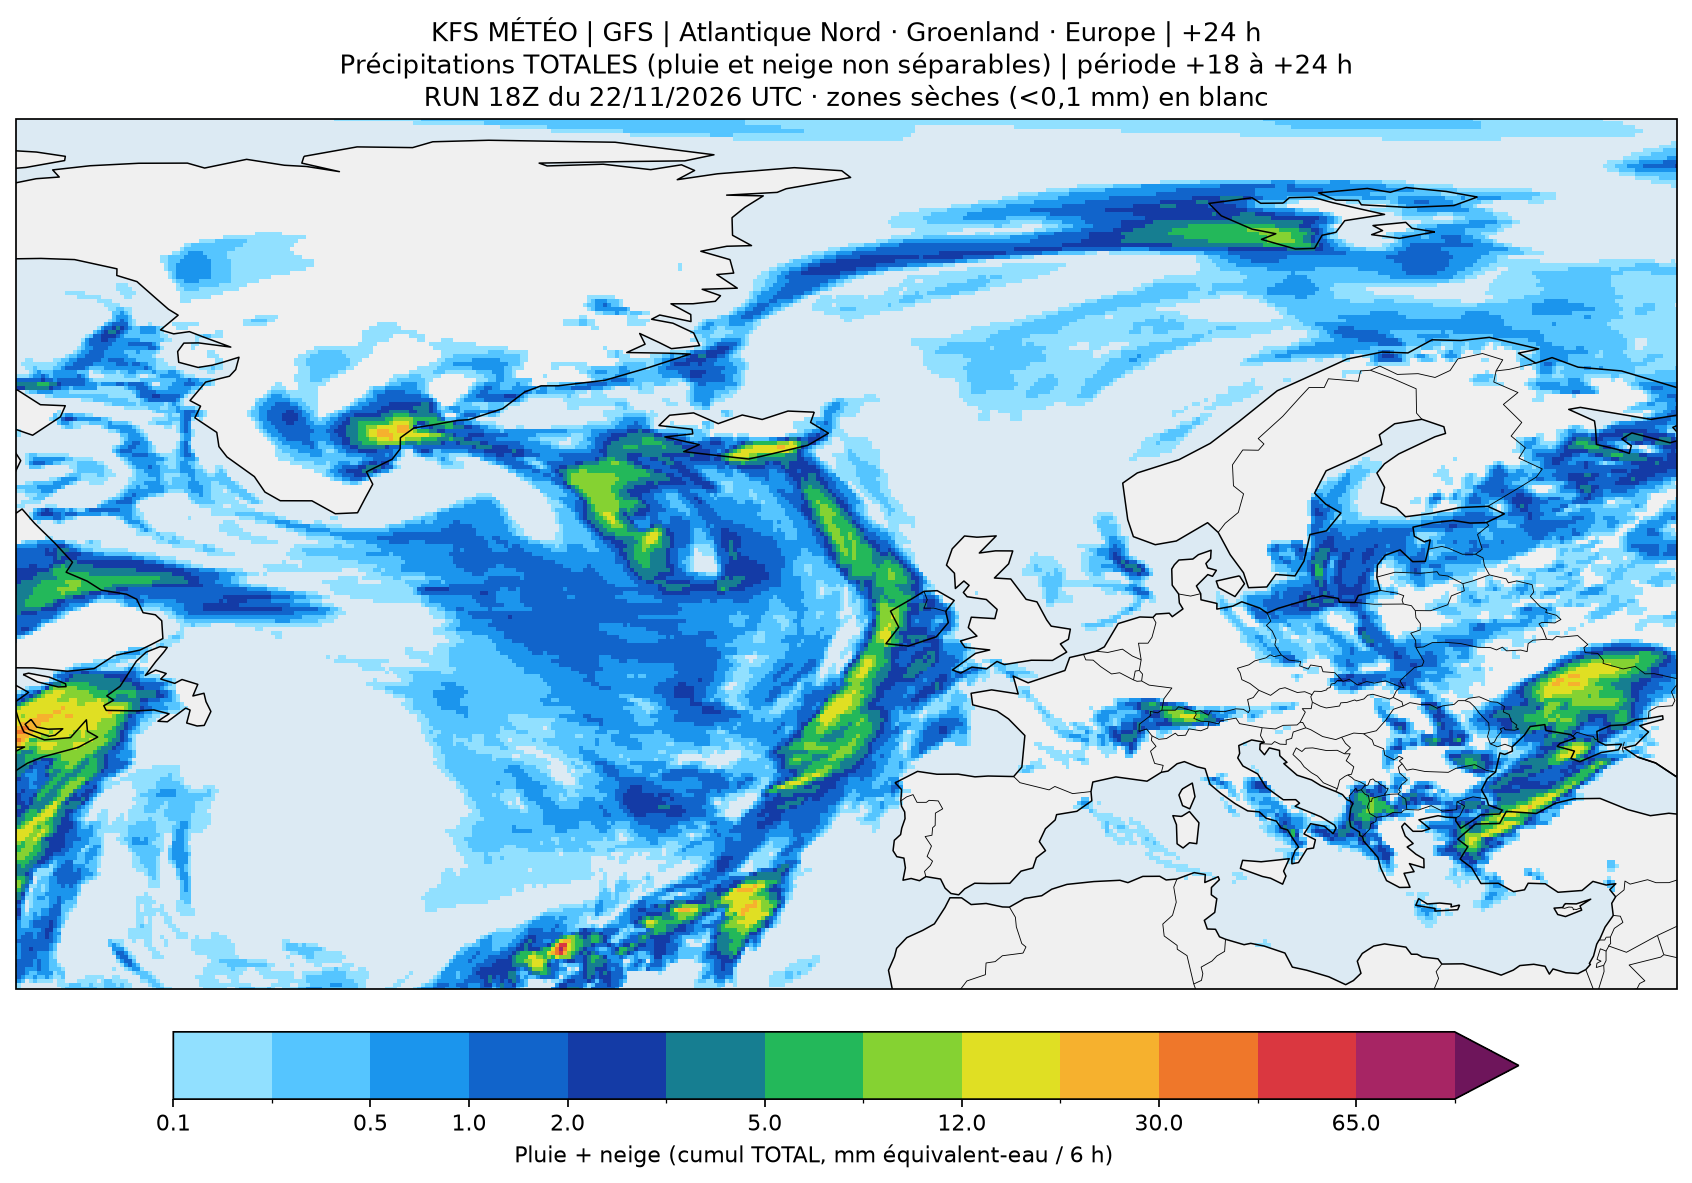 KFS MÉTÉO | GFS | Atlantique Nord · Groenland · Europe | +24 h
Précipitations TOTALES (pluie et neige non séparables) | période +18 à +24 h
RUN 18Z du 22/11/2026 UTC · zones sèches (<0,1 mm) en blanc
0.1 0.5 1.0 2.0 5.0 12.0 30.0 65.0
Pluie + neige (cumul TOTAL, mm équivalent-eau / 6 h)